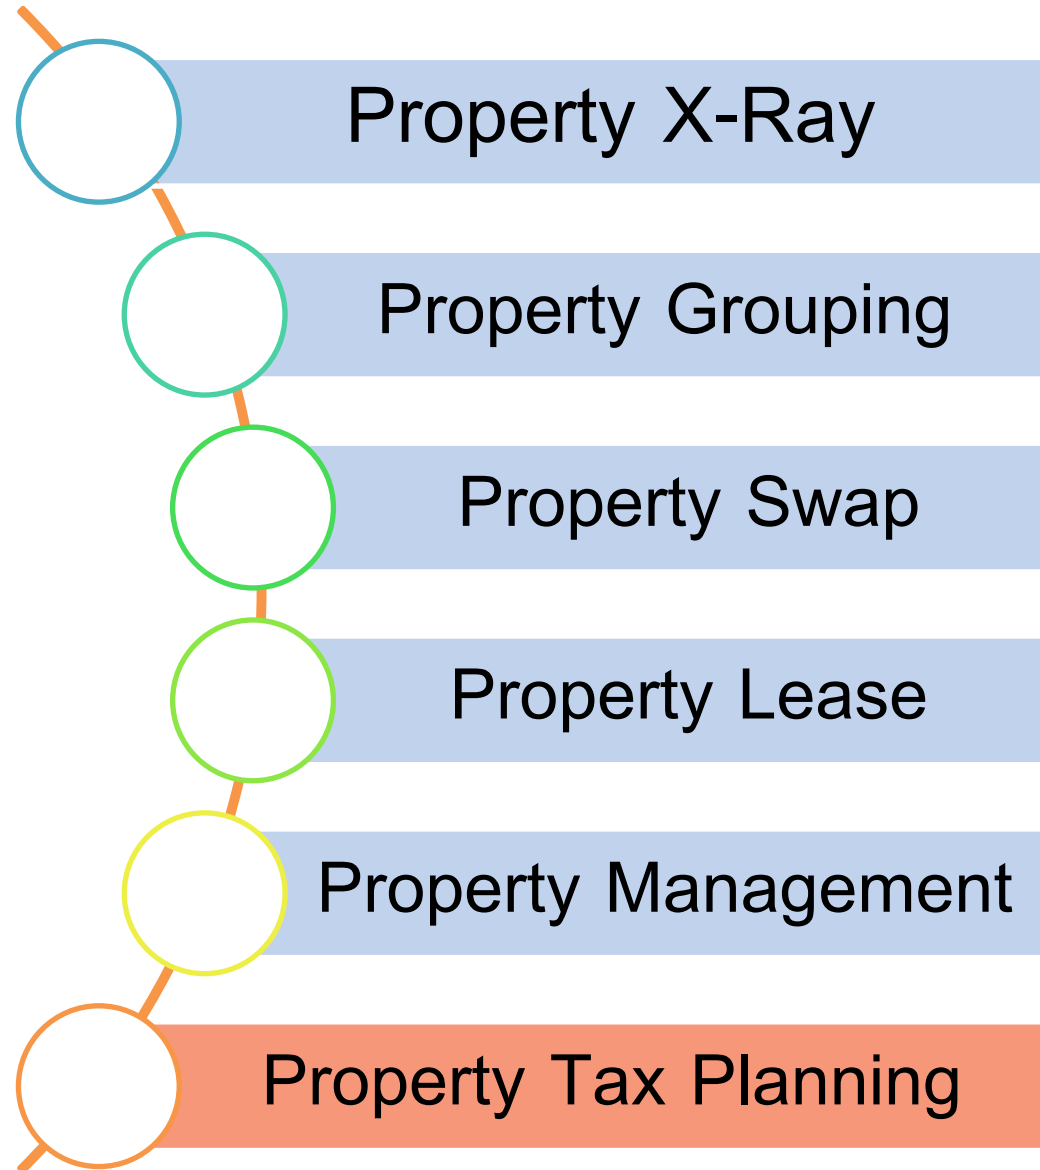 Property X-Ray
Property Grouping
Property Swap
Property Lease
Property Management
Property Tax Planning